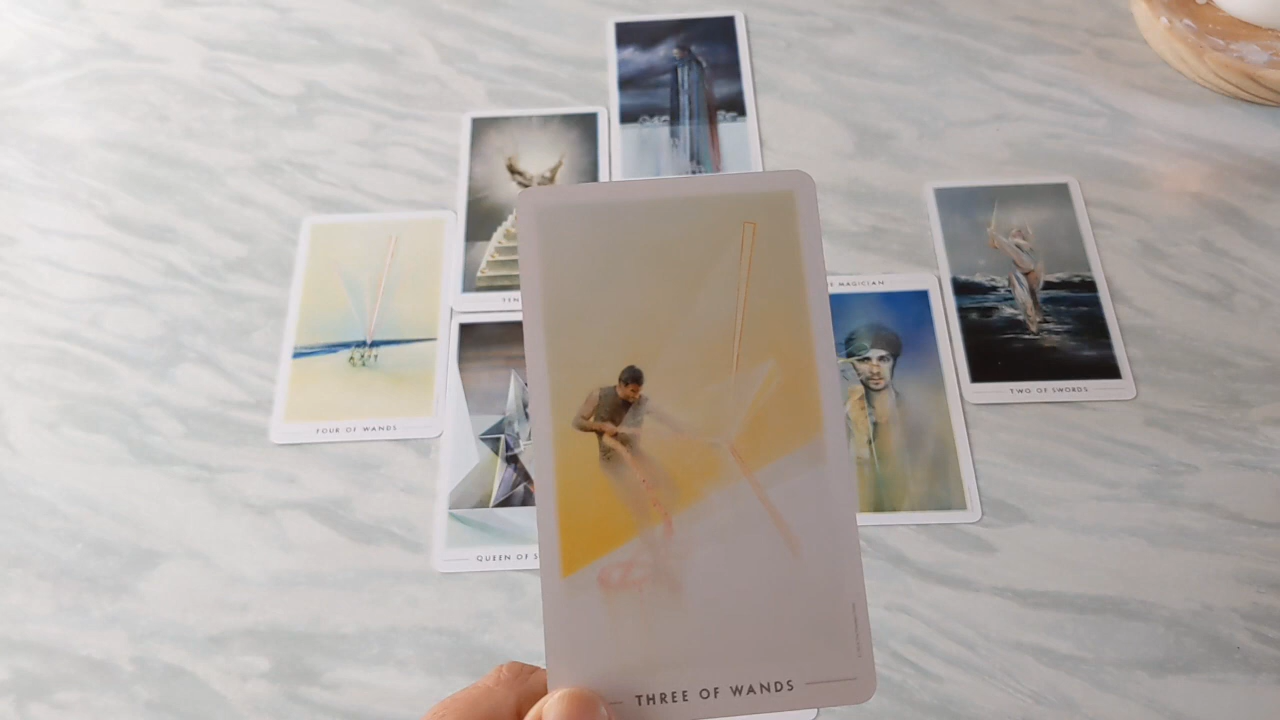 TEN
E MAGICIAN
TWO OF SWORDS
FOUR OF WANDS
QUEEN OF S
THREE OF WANDS